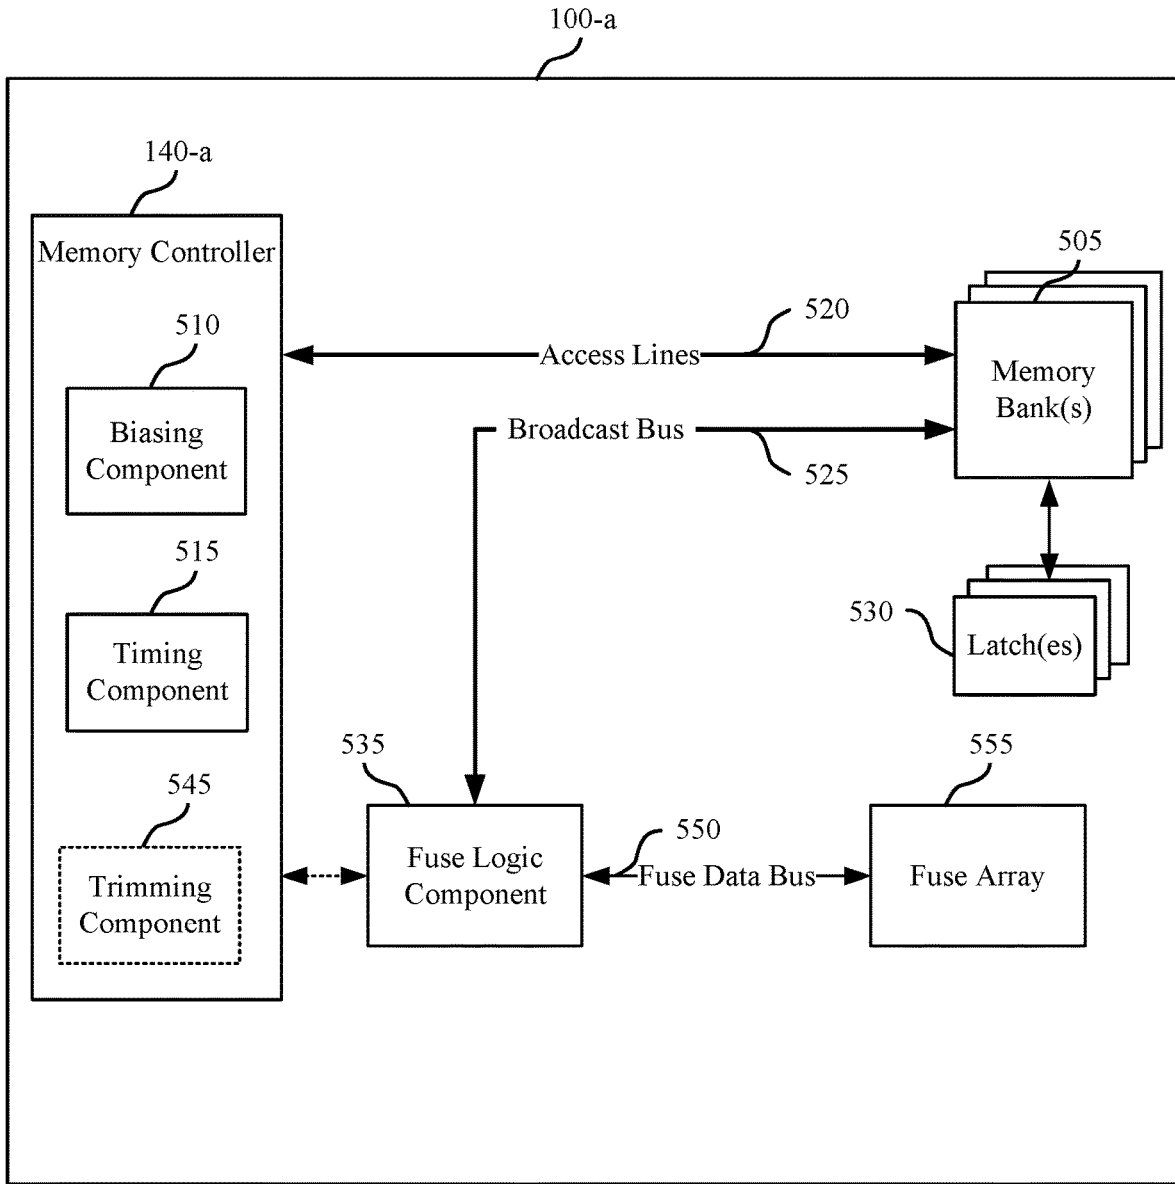 100-a
140-a
Memory Controller
505
510
520
Access Lines
Memory
Bank(s)
Biasing
Component
Broadcast Bus
525
515
530
Latch(es)
Timing
Component
535
555
545
550
Fuse Logic
Component
Fuse Data Bus
Fuse Array
Trimming
Component